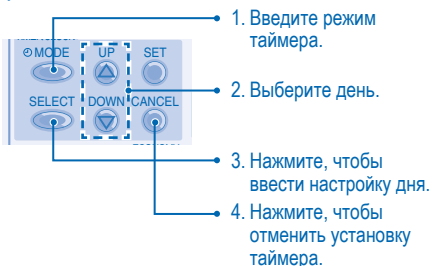 1. Введите режим
таймера.
MODE UP SET
2. Выберите день.
SELECT DOWN CANCEL
3. Нажмите, чтобы
ввести настройку дня.
4. Нажмите, чтобы
отменить установку
таймера.